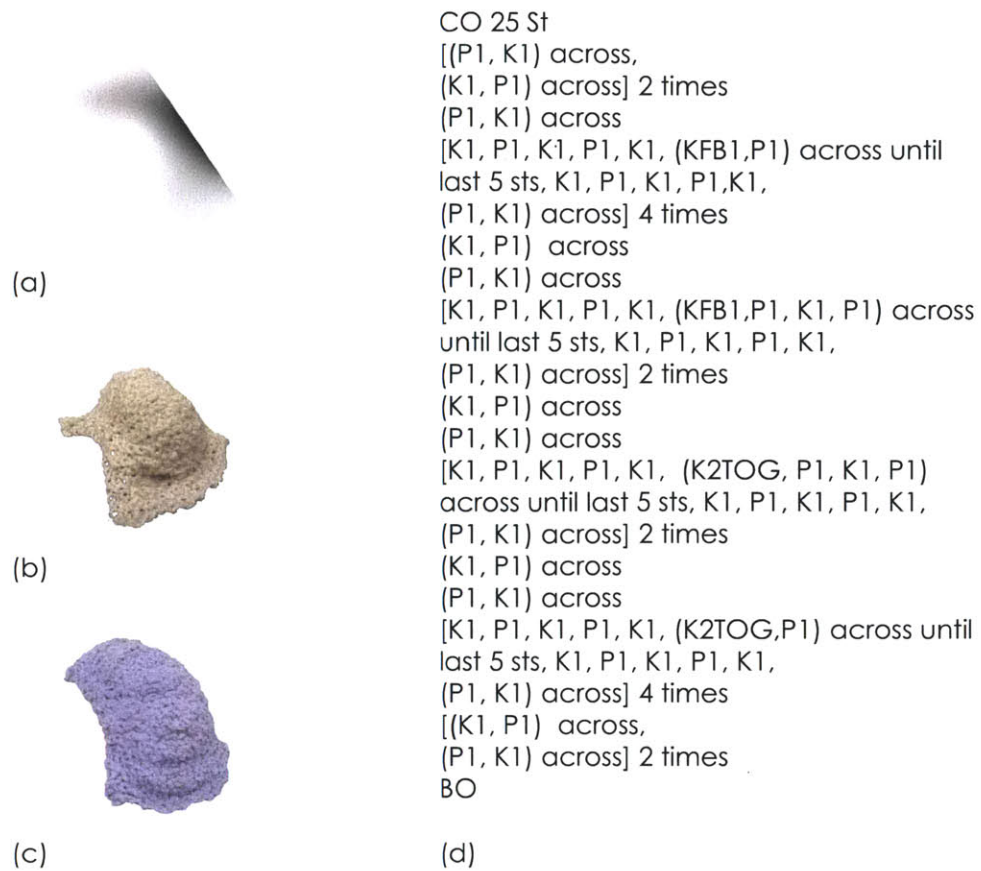 CO 25 St
[(P1, K1) across,
(K1, P1) across] 2 times
(P1, K1) across
[K1, P1, K1, P1, K1, (KFB1,P1) across until
last 5 sts, K1, P1, K1, P1,K1,
(P1, K1) across] 4 times
(K1, P1) across
(P1, K1) across
[K1, P1, K1, P1, K1, (KFB1,P1, K1, P1) across
until last 5 sts, K1, P1, K1, P1, K1,
(P1, K1) across] 2 times
(K1, P1) across
(P1, K1) across
[K1, P1, K1, P1, K1, (K2TOG, P1, K1, P1)
across until last 5 sts, K1, P1, K1, P1, K1,
(P1, K1) across] 2 times
(K1, P1) across
(P1, K1) across
[K1, P1, K1, P1, K1, (K2TOG,P1) across until
last 5 sts, K1, P1, K1, P1, K1,
(P1, K1) across] 4 times
[(K1, P1) across,
(P1, K1) across] 2 times
BO
(a)
(b)
(c)
(d)